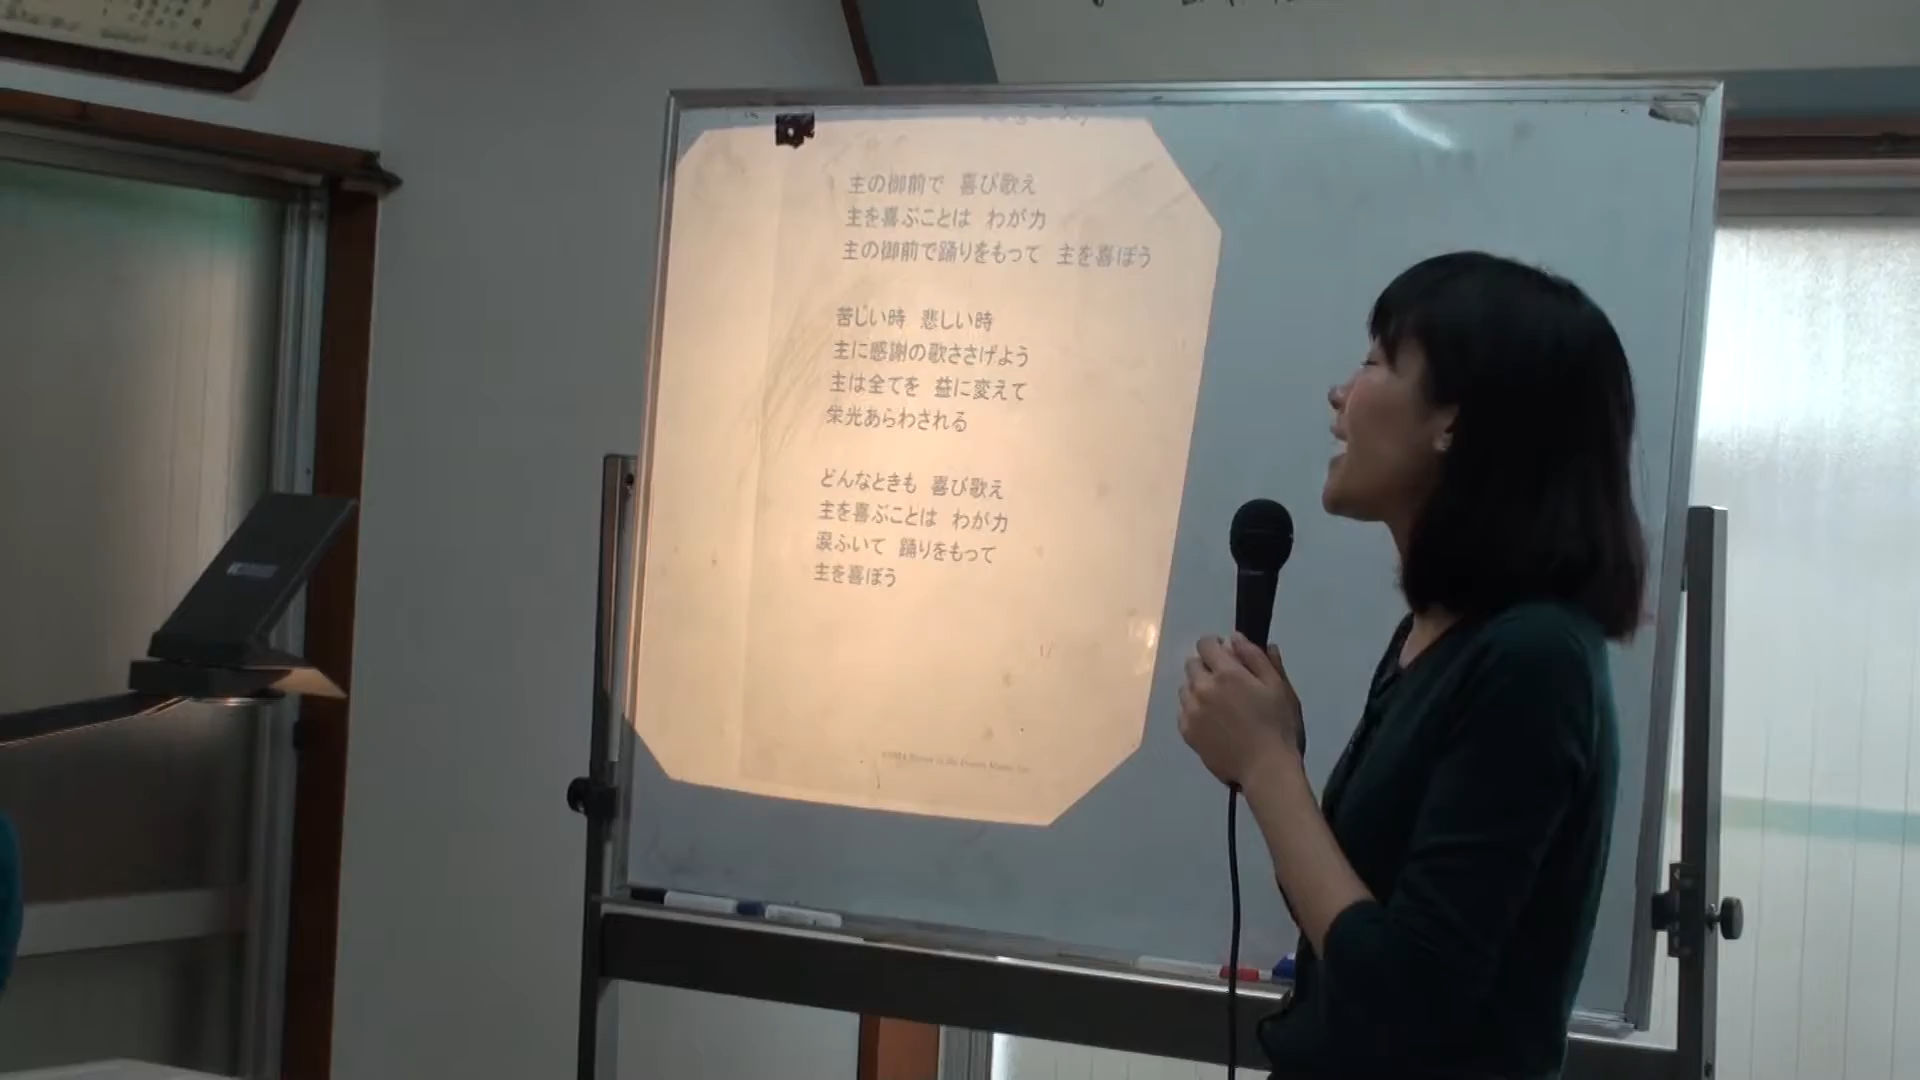 主の御前で 喜び歌え
主を喜ぶことは わが力
主の御前で踊りをもって 主を喜ぼう
苦しい時 悲しい時
主に感謝の歌ささげよう
主は全てを 益に変えて
栄光あらわされる
どんなときも 喜び歌え
主を喜ぶことは わが力
涙ふいて 踊りをもって
主を喜ぼう